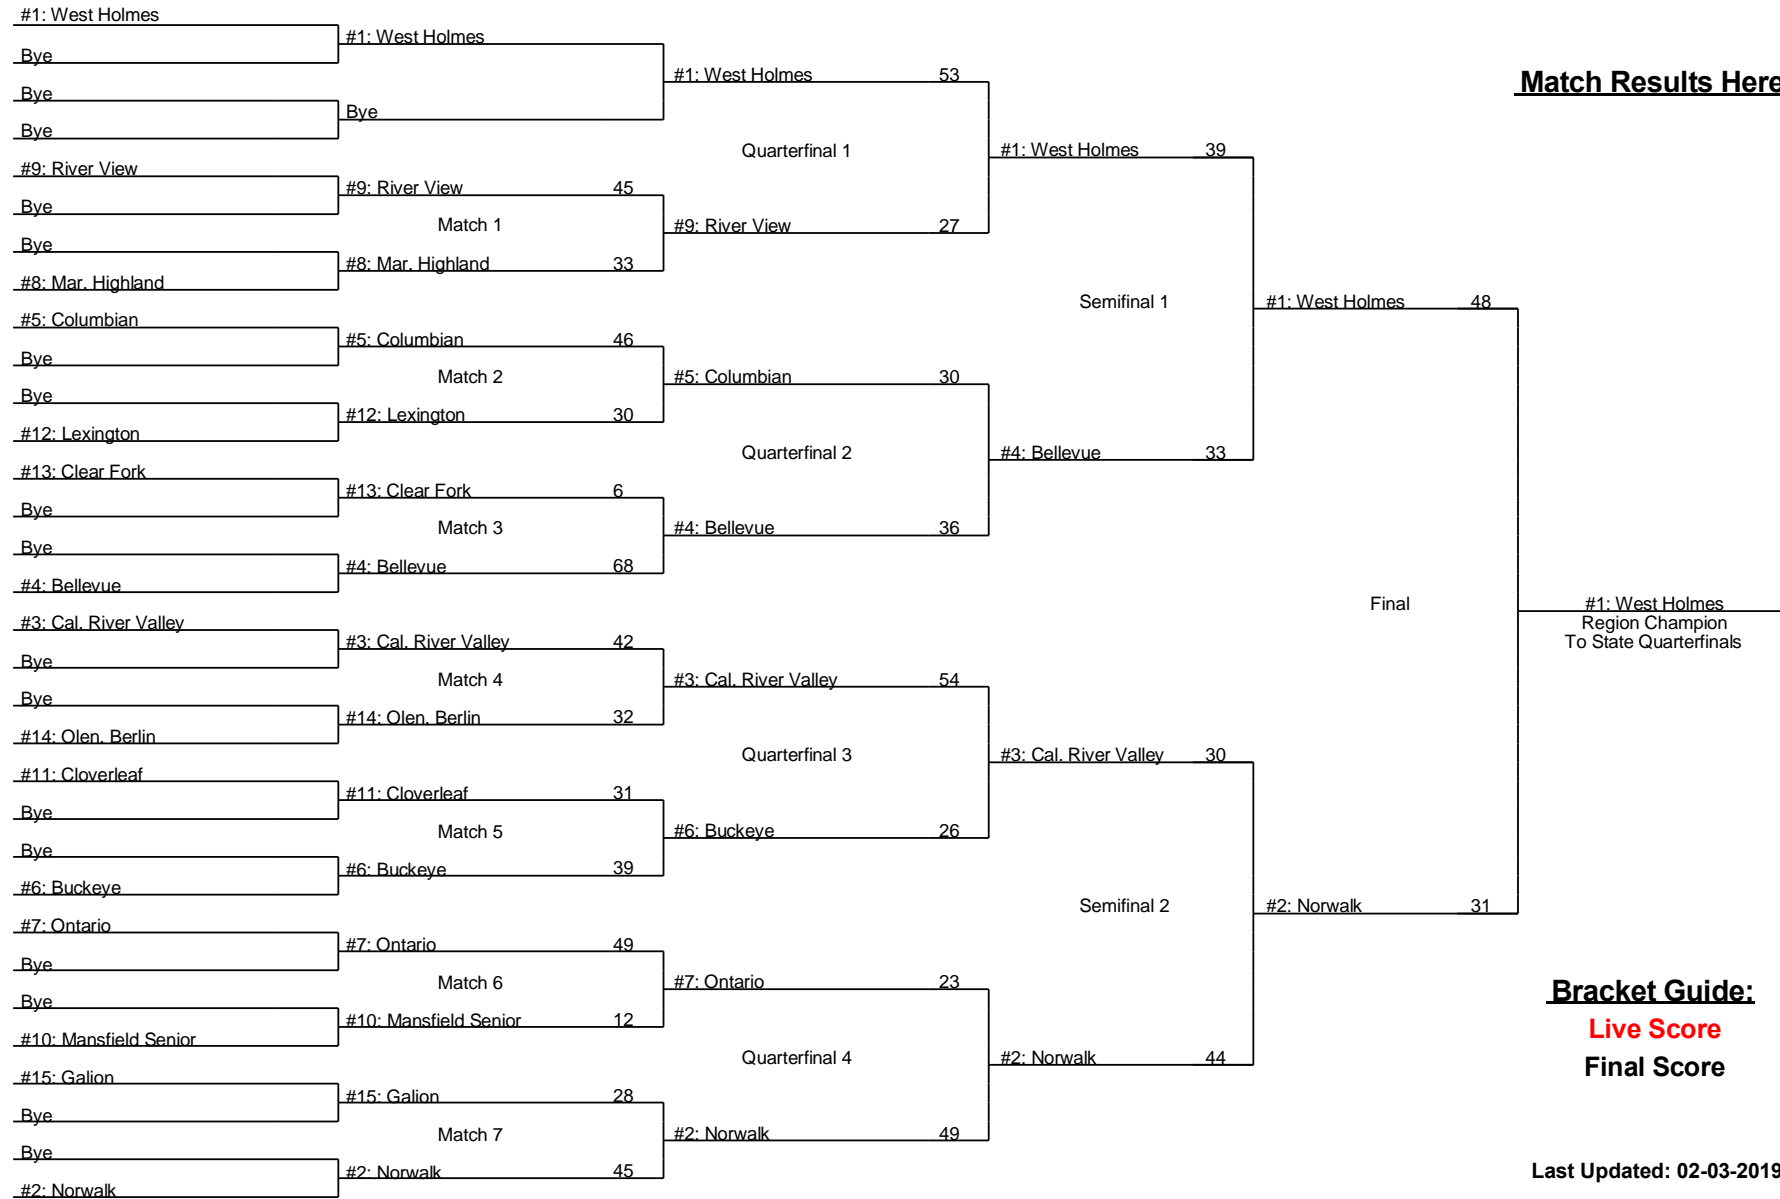 #1: West Holmes
Bye
Bye
Bye
#9: River View
Bye
Bye
#8: Mar. Highland
#5: Columbian
Bye
Bye
#12: Lexington
#13: Clear Fork
Bye
Bye
#4: Bellevue
#3: Cal. River Valley
Bye
Bye
#14: Olen. Berlin
#11: Cloverleaf
Bye
Bye
#6: Buckeye
#7: Ontario
Bye
Bye
#10: Mansfield Senior
#15: Galion
Bye
Bye
#2: Norwalk
#1: West Holmes
Bye
#9: River View 45
Match 1
#8: Mar. Highland 33
#5: Columbian 46
Match 2
#12: Lexington 30
#13: Clear Fork 6
Match 3
#4: Bellevue 68
#3: Cal. River Valley 42
Match 4
#14: Olen. Berlin 32
#11: Cloverleaf 31
Match 5
#6: Buckeye 39
#7: Ontario 49
Match 6
#10: Mansfield Senior 12
#15: Galion 28
Match 7
#2: Norwalk 45
#1: West Holmes 53
Quarterfinal 1
#9: River View 27
#5: Columbian 30
Quarterfinal 2
#4: Bellevue 36
#3: Cal. River Valley 54
Quarterfinal 3
#6: Buckeye 26
#7: Ontario 23
Quarterfinal 4
#2: Norwalk 49
#1: West Holmes 39
Semifinal 1
#4: Bellevue 33
#3: Cal. River Valley 30
Semifinal 2
#2: Norwalk 44
#1: West Holmes 48
Final
#2: Norwalk 31
Match Results Here
#1: West Holmes
Region Champion
To State Quarterfinals
Bracket Guide:
Live Score
Final Score
Last Updated: 02-03-2019